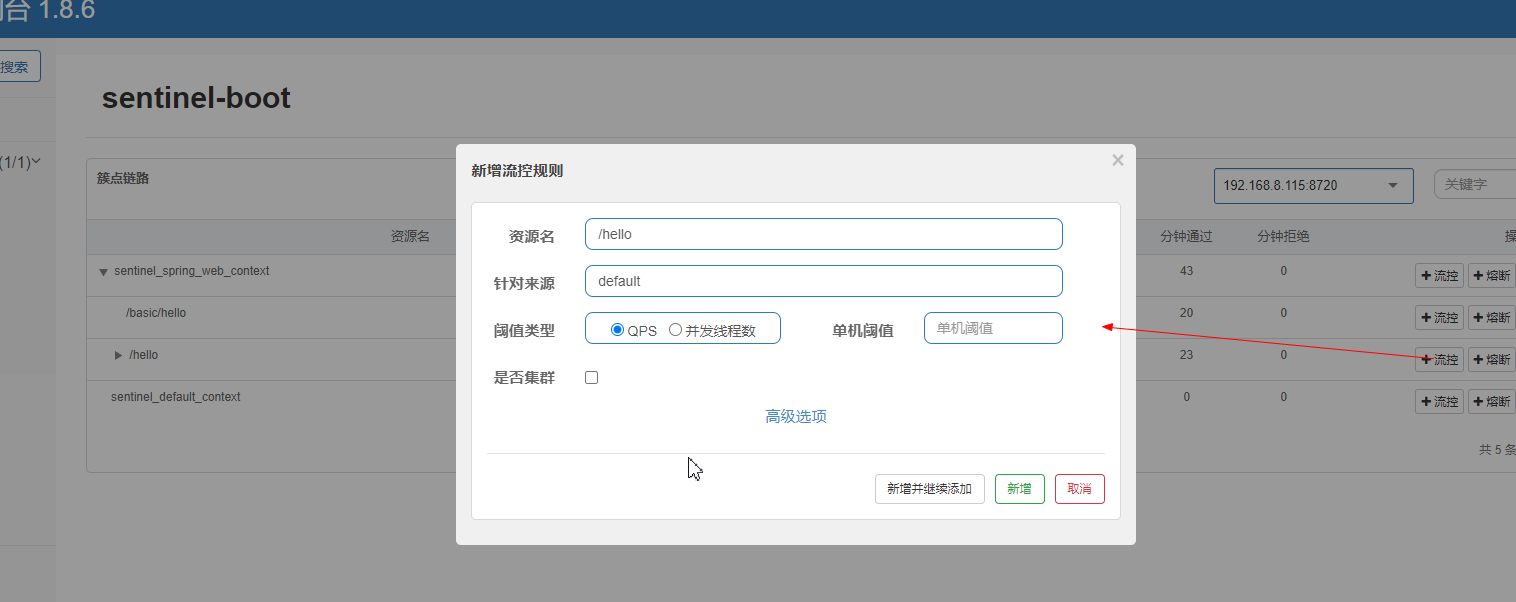 台 1.8.6
搜索
sentinel-boot
(1/1)
簇点链路
192.168.8.115:8720
关键字
资源名
分钟通过
分钟拒绝
sentinel_spring_web_context
43
0
流控
熔断
/basic/hello
20
0
流控
熔断
/hello
23
0
流控
熔断
sentinel_default_context
0
0
流控
熔断
共 5 条
新增流控规则
×
资源名
/hello
针对来源
default
阈值类型
QPS
并发线程数
单机阈值
单机阈值
是否集群
高级选项
新增并继续添加
新增
取消